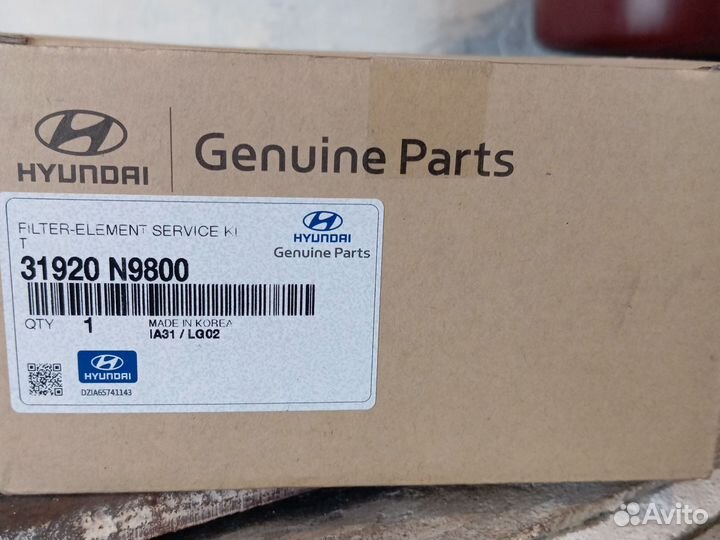 HYUNDAI
Genuine Parts
FILTER-ELEMENT SERVICE KI
T
HYUNDAI
Genuine Parts
31920 N9800
QTY 1 MADE IN KOREA
IA31 / LG02
HYUNDAI
DZIA65741143
Avito